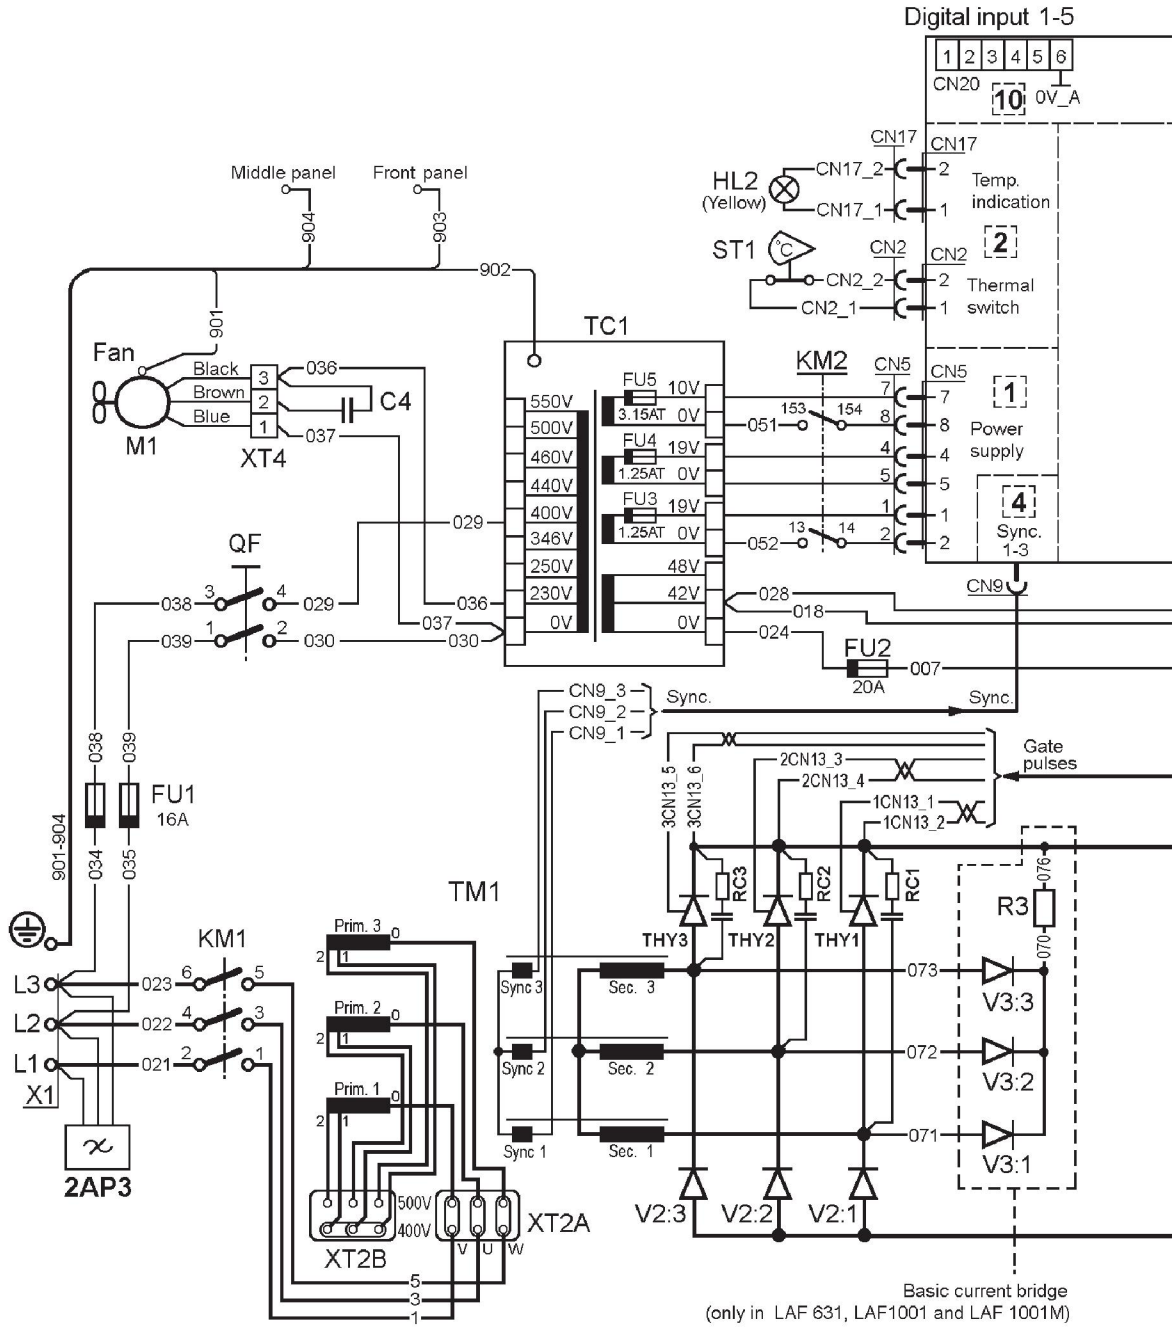 Digital input 1-5
1 2 3 4 5 6
CN20
10
0V_A
CN17
CN17
HL2
(Yellow)
CN17_2
2
CN17_1
1
Temp.
indication
2
ST1
°C
CN2
CN2
CN2_2
2
CN2_1
1
Thermal
switch
Middle panel
Front panel
904
903
902
901
Fan
M1
Black
3
036
Brown
2
C4
Blue
1
037
XT4
TC1
550V
500V
460V
440V
400V
346V
250V
230V
0V
FU5
3.15AT
10V
0V
FU4
1.25AT
19V
0V
FU3
1.25AT
19V
0V
48V
42V
0V
KM2
051
153
154
052
13
14
CN5
CN5
7
7
8
8
4
4
5
5
1
1
2
2
1
Power
supply
4
Sync.
1-3
CN9
029
QF
038
3
4
029
036
039
1
2
030
037
030
028
018
024
FU2
20A
007
CN9_3
CN9_2
CN9_1
Sync.
Sync.
038
039
FU1
16A
034
035
901-904
3CN13_5
3CN13_6
2CN13_3
2CN13_4
1CN13_1
1CN13_2
Gate
pulses
RC3
RC2
RC1
THY3
THY2
THY1
076
R3
070
TM1
KM1
L3
023
6
5
L2
022
4
3
L1
021
2
1
X1
2AP3
Prim. 3
0
2
1
Prim. 2
0
2
1
Prim. 1
0
2
1
Sync 3
Sec. 3
073
V3:3
Sync 2
Sec. 2
072
V3:2
Sync 1
Sec. 1
071
V3:1
500V
400V
XT2B
XT2A
V
U
W
5
3
1
V2:3
V2:2
V2:1
Basic current bridge
(only in LAF 631, LAF1001 and LAF 1001M)